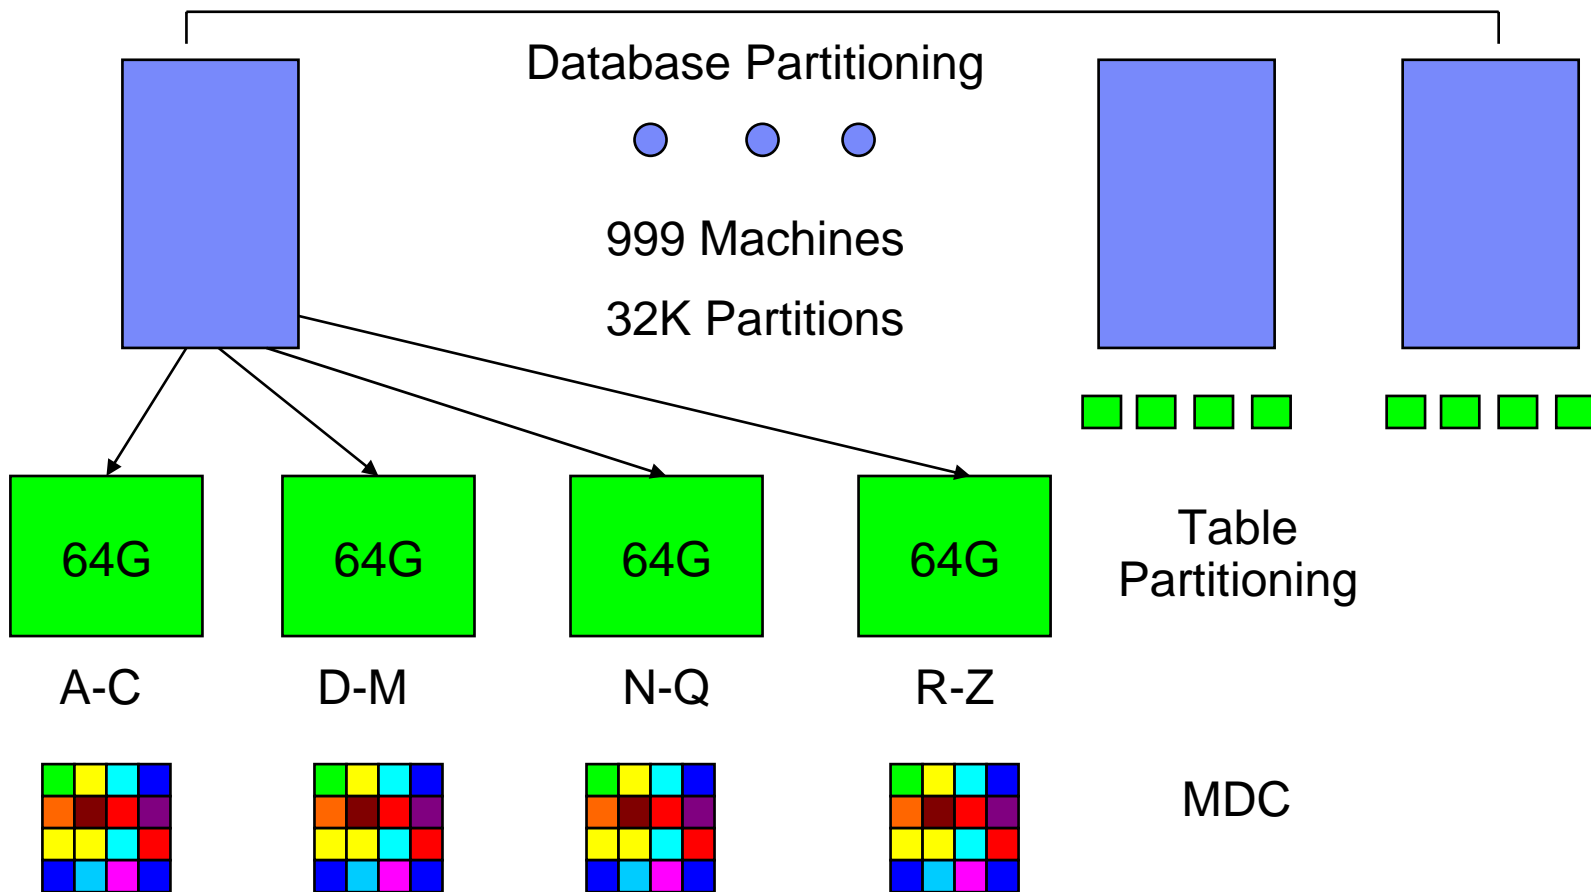 Database Partitioning
999 Machines
32K Partitions
64G
64G
64G
64G
Table
Partitioning
A-C
D-M
N-Q
R-Z
MDC